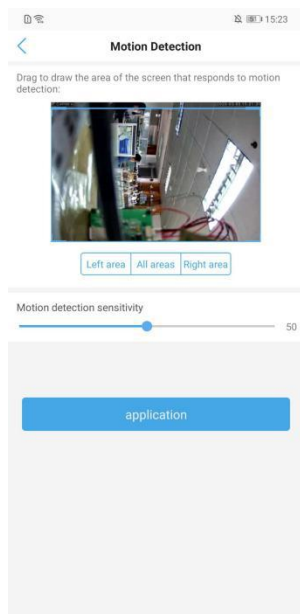 15:23
Motion Detection
Drag to draw the area of the screen that responds to motion
detection:
Left area All areas Right area
Motion detection sensitivity
50
application